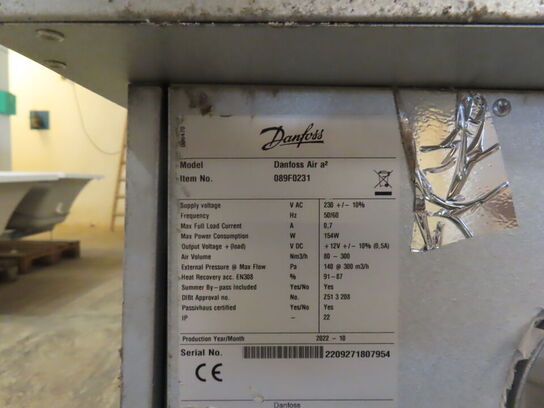 Danfoss
Model Danfoss Air a²
Item No. 089F0231
Supply voltage V AC 230 +/- 10%
Frequency Hz 50/60
Max Full Load Current A 0,7
Max Power Consumption W 154W
Output Voltage + (load) V DC +12V +/- 10% (0,5A)
Air Volume Nm3/h 80 - 300
External Pressure @ Max Flow Pa 140 @ 300 m3/h
Heat Recovery acc. EN308 % 91-87
Summer By-pass included Yes/No Yes
DIBt Approval no. No. Z51 3 208
Passivhaus certified Yes/No Yes
IP - 22
Production Year/Month 2022 - 10
Serial No. 2209271807954
CE
Danfoss